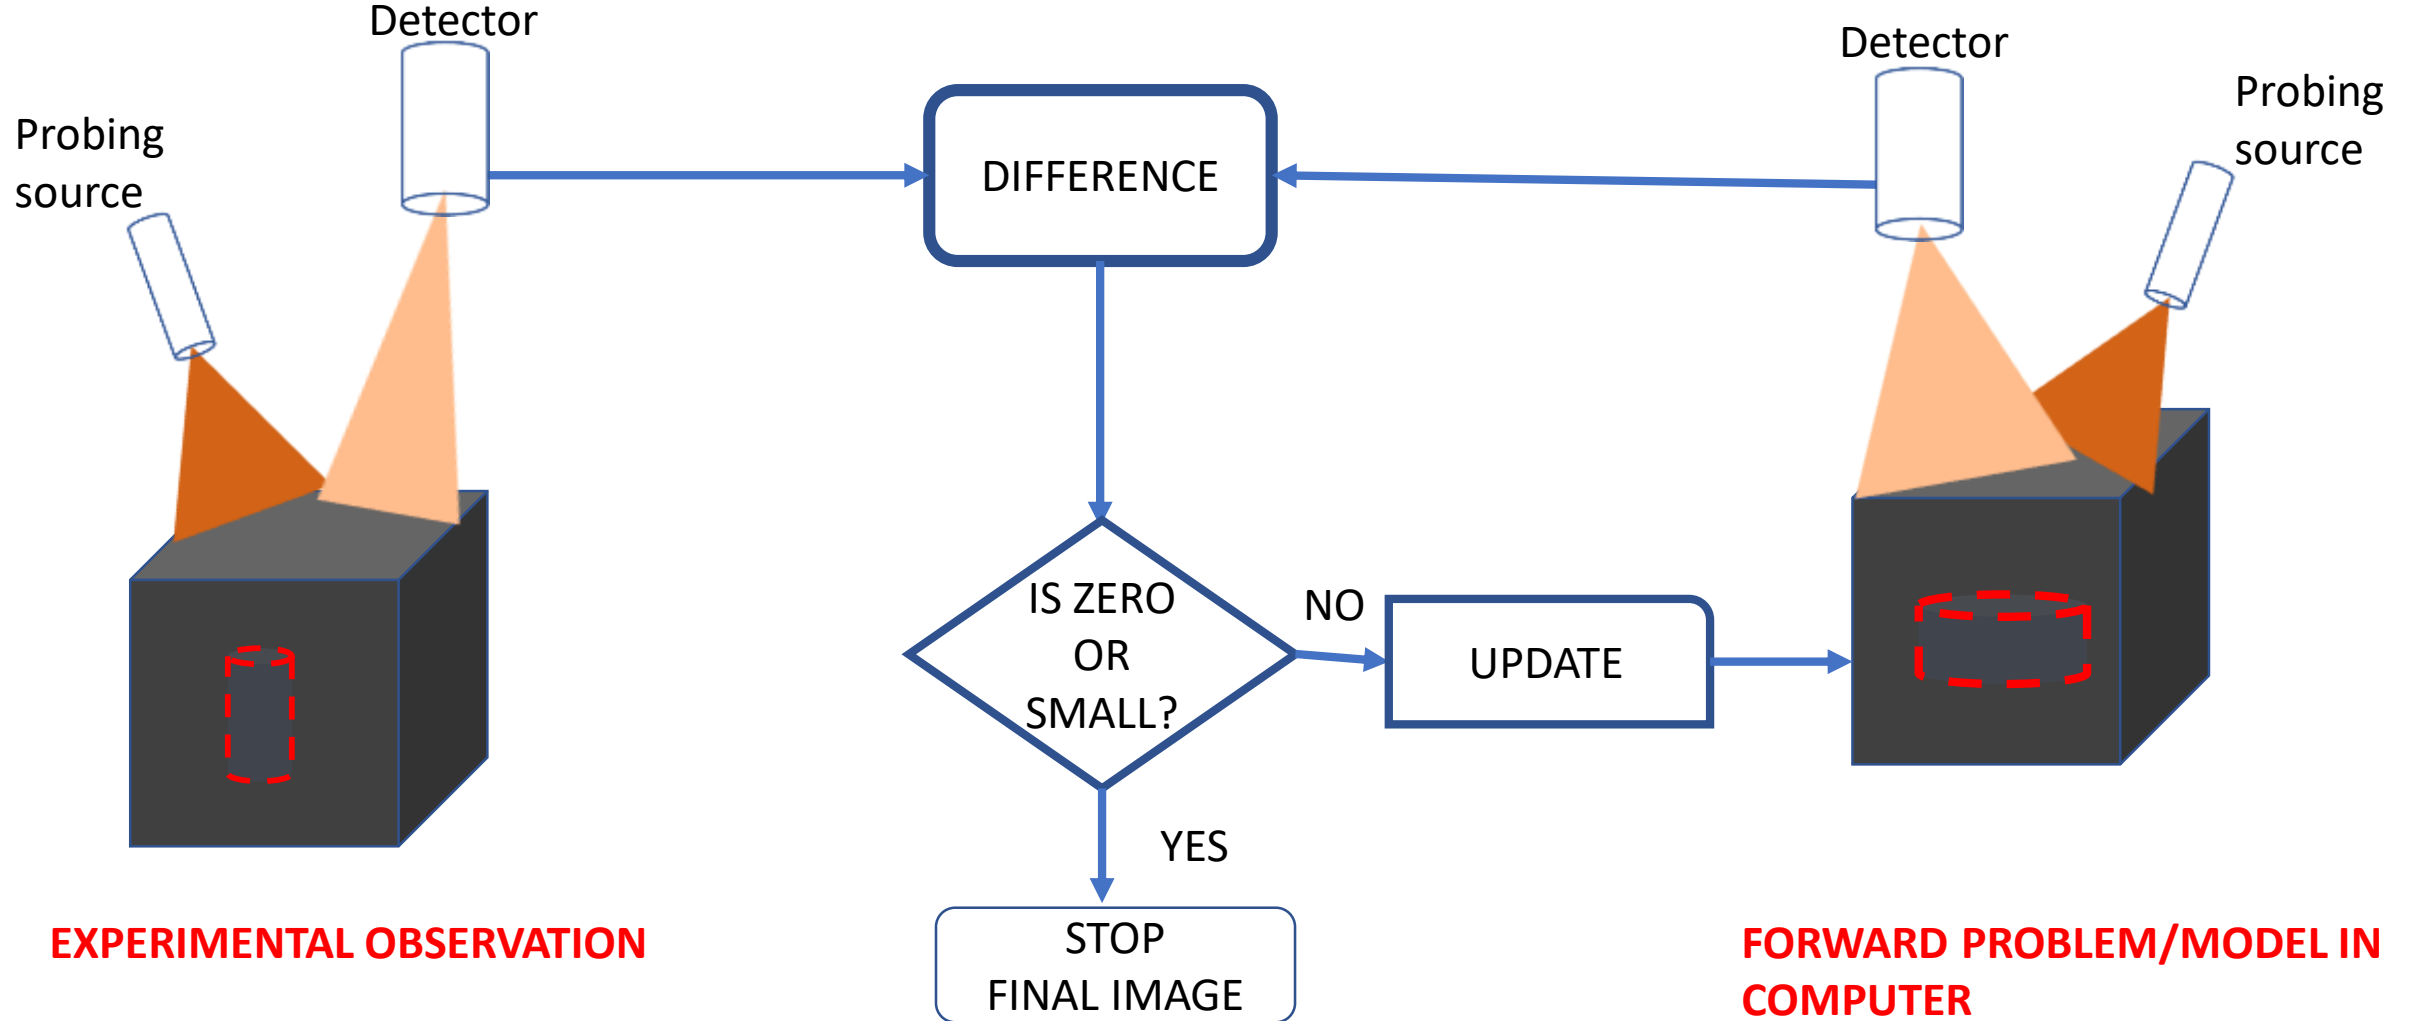 Detector
Probing
source
DIFFERENCE
Detector
Probing
source
IS ZERO
OR
SMALL?
NO
UPDATE
YES
STOP
FINAL IMAGE
EXPERIMENTAL OBSERVATION
FORWARD PROBLEM/MODEL IN
COMPUTER